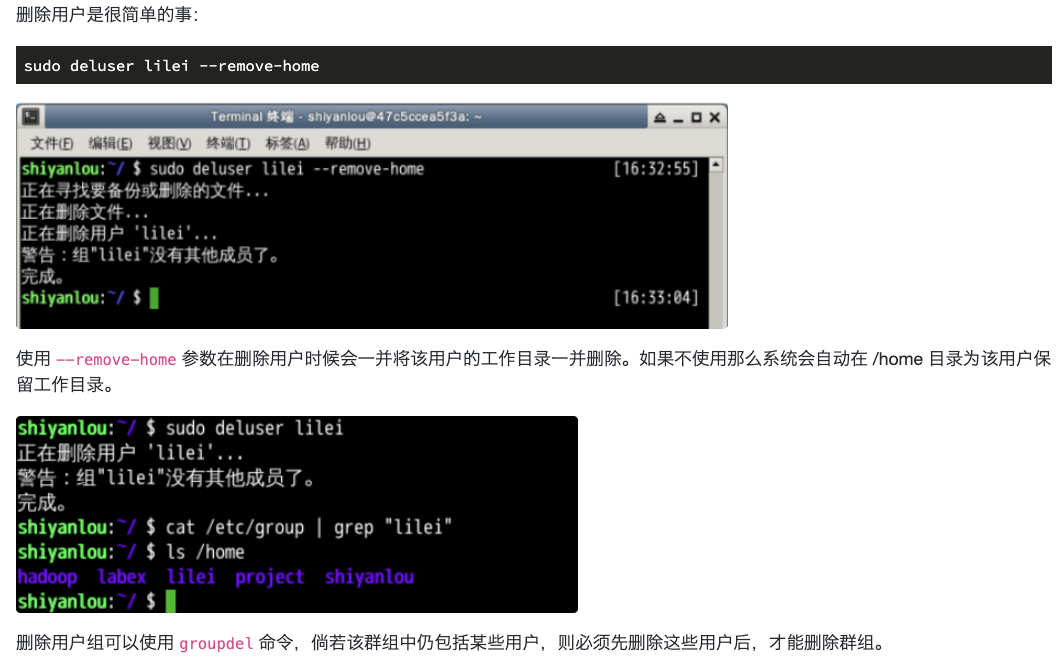 删除用户是很简单的事：
sudo deluser lilei --remove-home
Terminal 终端 - shiyanlou@47c5ccea5f3a: ~
文件(F) 编辑(E) 视图(V) 终端(T) 标签(A) 帮助(H)
shiyanlou:~/ $ sudo deluser lilei --remove-home [16:32:55]
正在寻找要备份或删除的文件...
正在删除文件...
正在删除用户 'lilei'...
警告：组"lilei"没有其他成员了。
完成。
shiyanlou:~/ $ [16:33:04]
使用 --remove-home 参数在删除用户时候会一并将该用户的工作目录一并删除。如果不使用那么系统会自动在 /home 目录为该用户保
留工作目录。
shiyanlou:~/ $ sudo deluser lilei
正在删除用户 'lilei'...
警告：组"lilei"没有其他成员了。
完成。
shiyanlou:~/ $ cat /etc/group | grep "lilei"
shiyanlou:~/ $ ls /home
hadoop labex lilei project shiyanlou
shiyanlou:~/ $
删除用户组可以使用 groupdel 命令，倘若该群组中仍包括某些用户，则必须先删除这些用户后，才能删除群组。